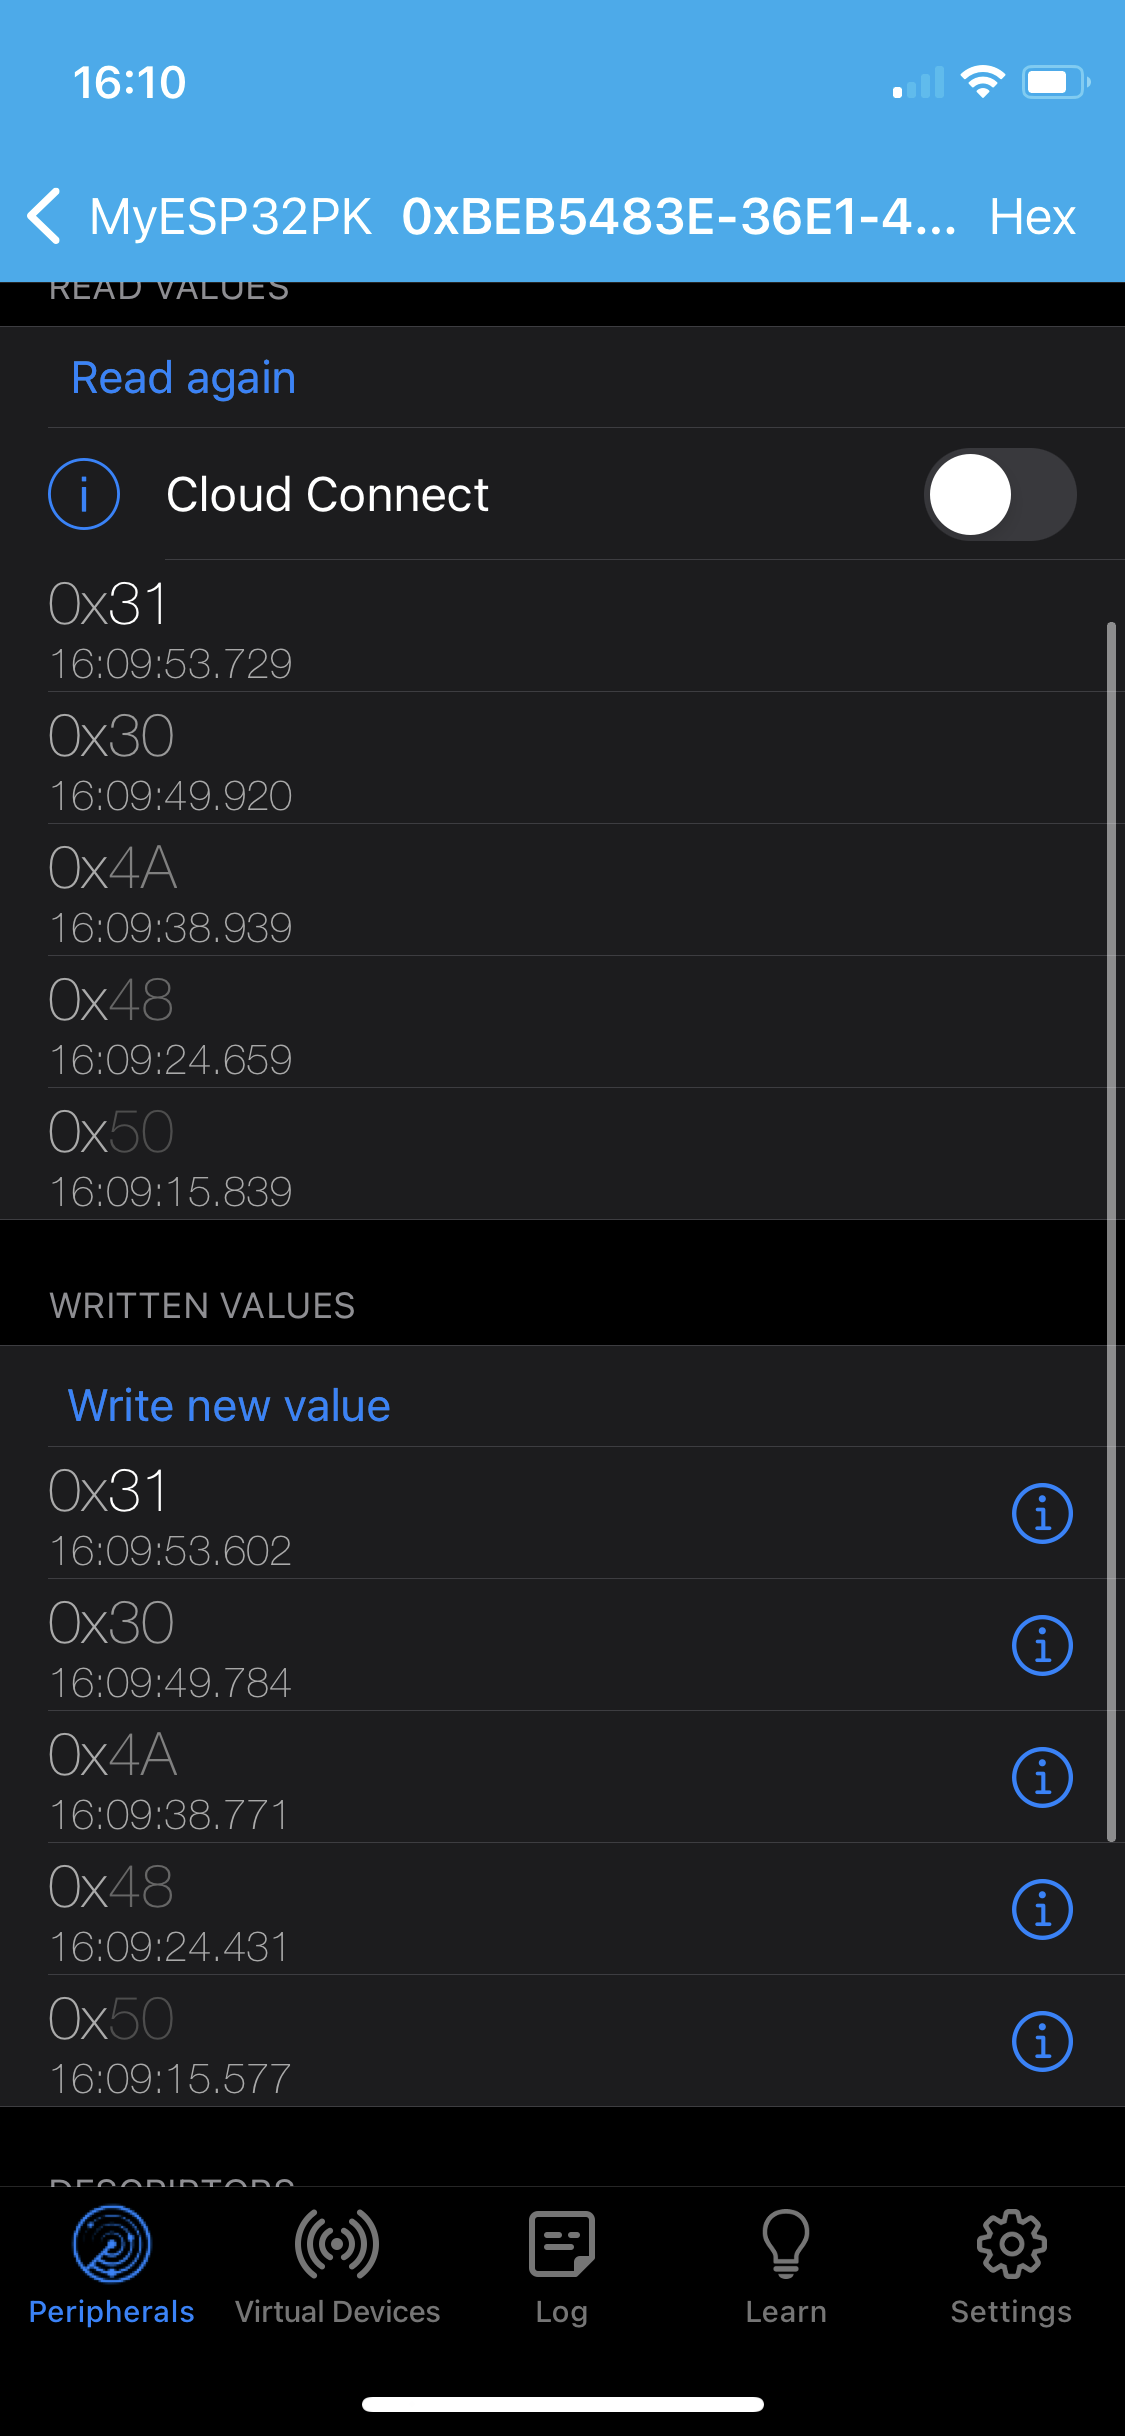 16:10
MyESP32PK 0xBEB5483E-36E1-4... Hex
READ VALUES
Read again
Cloud Connect
0x31
16:09:53.729
0x30
16:09:49.920
0x4A
16:09:38.939
0x48
16:09:24.659
0x50
16:09:15.839
WRITTEN VALUES
Write new value
0x31
16:09:53.602
0x30
16:09:49.784
0x4A
16:09:38.771
0x48
16:09:24.431
0x50
16:09:15.577
DESCRIPTORS
Peripherals Virtual Devices Log Learn Settings